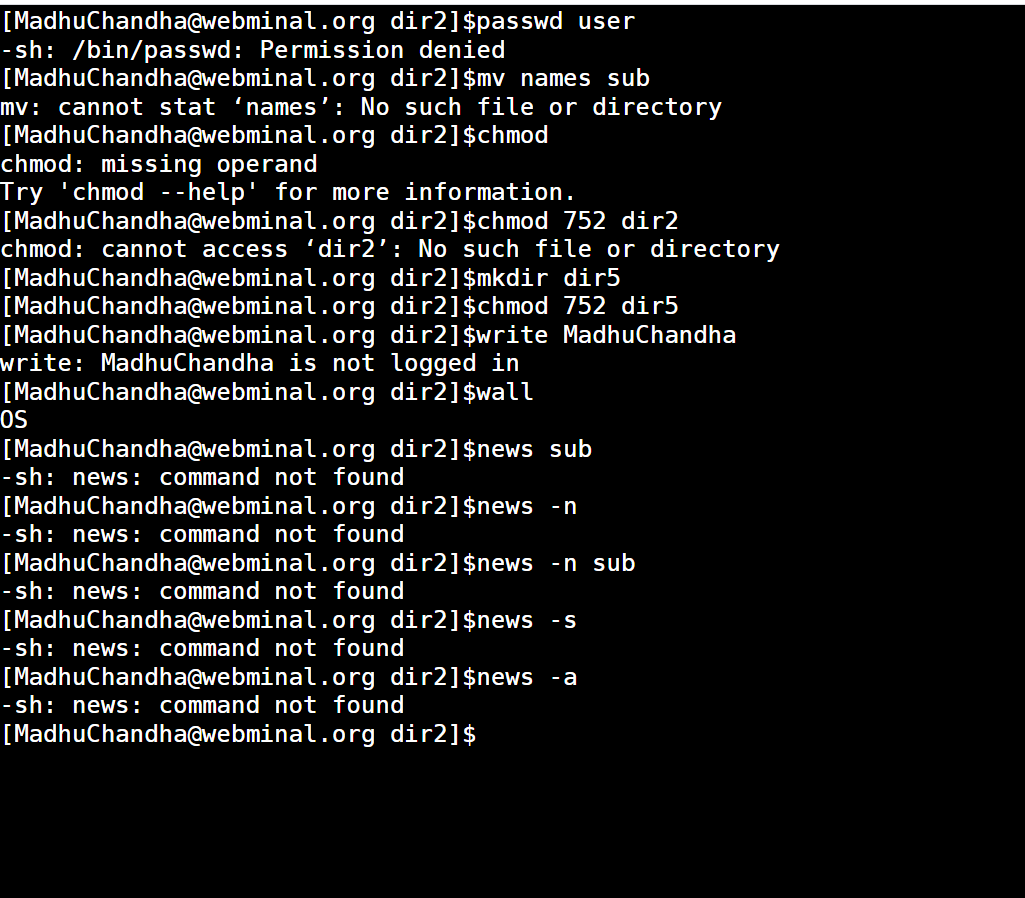 [MadhuChandha@webminal.org dir2]$passwd user
-sh: /bin/passwd: Permission denied
[MadhuChandha@webminal.org dir2]$mv names sub
mv: cannot stat ‘names’: No such file or directory
[MadhuChandha@webminal.org dir2]$chmod
chmod: missing operand
Try 'chmod --help' for more information.
[MadhuChandha@webminal.org dir2]$chmod 752 dir2
chmod: cannot access ‘dir2’: No such file or directory
[MadhuChandha@webminal.org dir2]$mkdir dir5
[MadhuChandha@webminal.org dir2]$chmod 752 dir5
[MadhuChandha@webminal.org dir2]$write MadhuChandha
write: MadhuChandha is not logged in
[MadhuChandha@webminal.org dir2]$wall
OS
[MadhuChandha@webminal.org dir2]$news sub
-sh: news: command not found
[MadhuChandha@webminal.org dir2]$news -n
-sh: news: command not found
[MadhuChandha@webminal.org dir2]$news -n sub
-sh: news: command not found
[MadhuChandha@webminal.org dir2]$news -s
-sh: news: command not found
[MadhuChandha@webminal.org dir2]$news -a
-sh: news: command not found
[MadhuChandha@webminal.org dir2]$